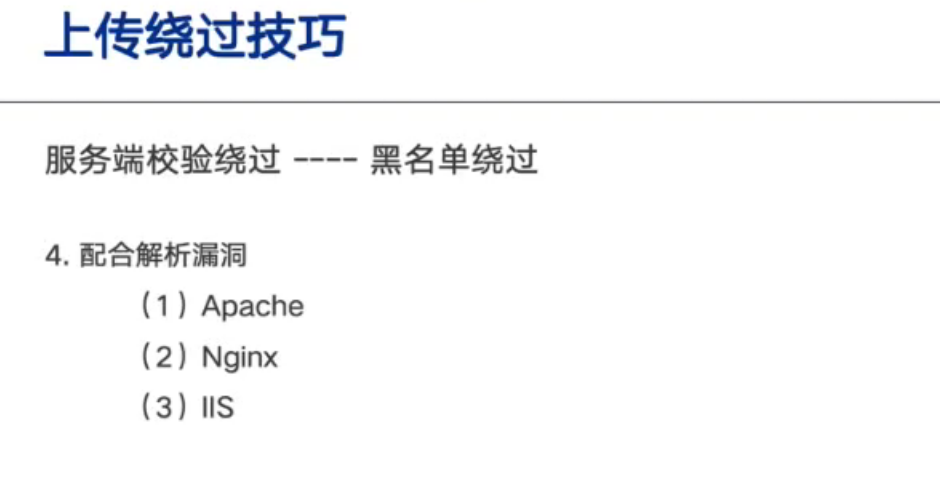 上传绕过技巧
服务端校验绕过 ---- 黑名单绕过
4. 配合解析漏洞
（1）Apache
（2）Nginx
（3）IIS